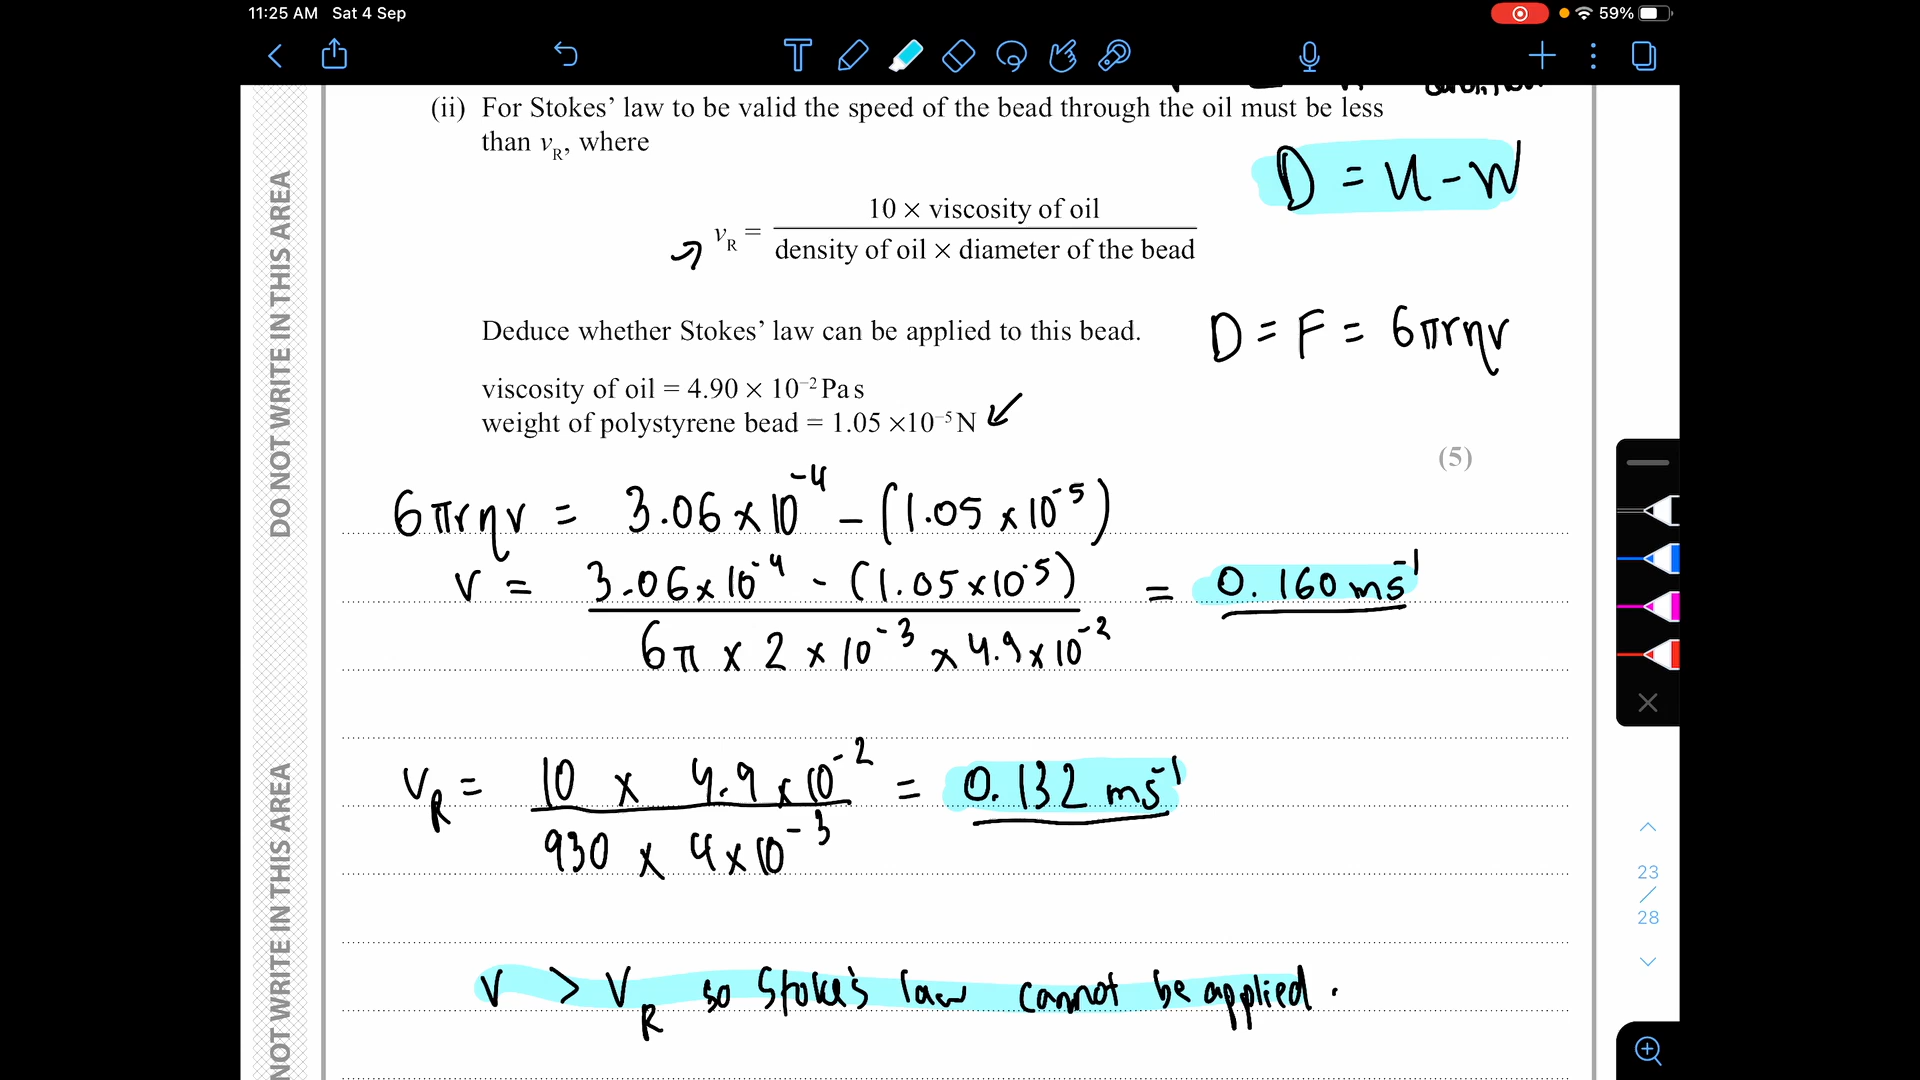 11:25 AM Sat 4 Sep
59%
(ii) For Stokes’ law to be valid the speed of the bead through the oil must be less
than vR, where
D = U - W
vR = 10 × viscosity of oil
density of oil × diameter of the bead
Deduce whether Stokes’ law can be applied to this bead.
D = F = 6πrηv
viscosity of oil = 4.90 × 10⁻² Pa s
weight of polystyrene bead = 1.05 ×10⁻⁵ N
(5)
6πrηv = 3.06 × 10⁻⁴ - (1.05 × 10⁻⁵)
v = 3.06 × 10⁻⁴ - (1.05 × 10⁻⁵) = 0.160 ms⁻¹
6π × 2 × 10⁻³ × 4.9 × 10⁻²
vR = 10 × 4.9 × 10⁻² = 0.132 ms⁻¹
930 × 4 × 10⁻³
v > vR so Stoke's law cannot be applied.
DO NOT WRITE IN THIS AREA
NOT WRITE IN THIS AREA
23
/
28